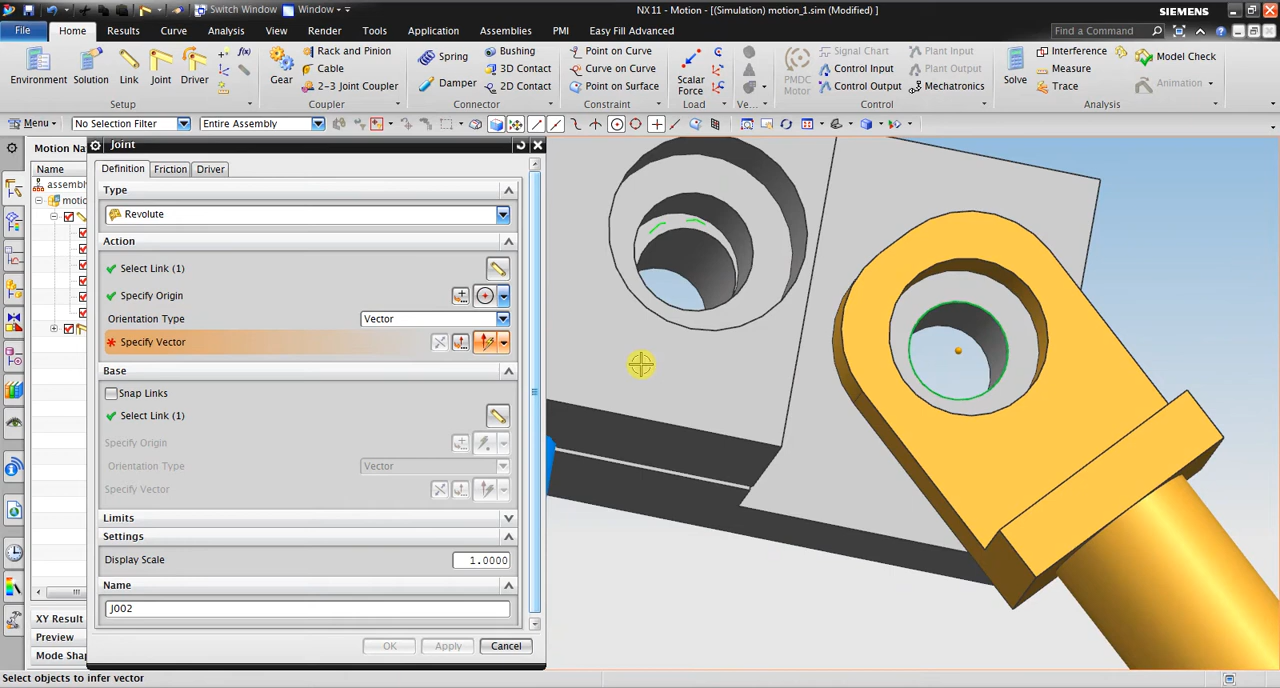 Switch Window Window NX 11 - Motion - [(Simulation) motion_1.sim (Modified) ] SIEMENS
File Home Results Curve Analysis View Render Tools Application Assemblies PMI Easy Fill Advanced Find a Command
Environment Solution Link Joint Driver f(x) Gear Rack and Pinion Cable 2-3 Joint Coupler Spring Damper Bushing 3D Contact 2D Contact Point on Curve Curve on Curve Point on Surface Scalar Force PMDC Motor Signal Chart Control Input Control Output Plant Input Plant Output Mechatronics Solve Interference Measure Trace Model Check Animation
Setup Coupler Connector Constraint Load Ve... Control Analysis
Menu No Selection Filter Entire Assembly
Motion Na
Name
assemb
motio
Joint
Definition Friction Driver
Type
Revolute
Action
Select Link (1)
Specify Origin
Orientation Type Vector
* Specify Vector
Base
Snap Links
Select Link (1)
Specify Origin
Orientation Type Vector
Specify Vector
Limits
Settings
Display Scale 1.0000
Name
J002
OK Apply Cancel
XY Result
Preview
Mode Shap
Select objects to infer vector